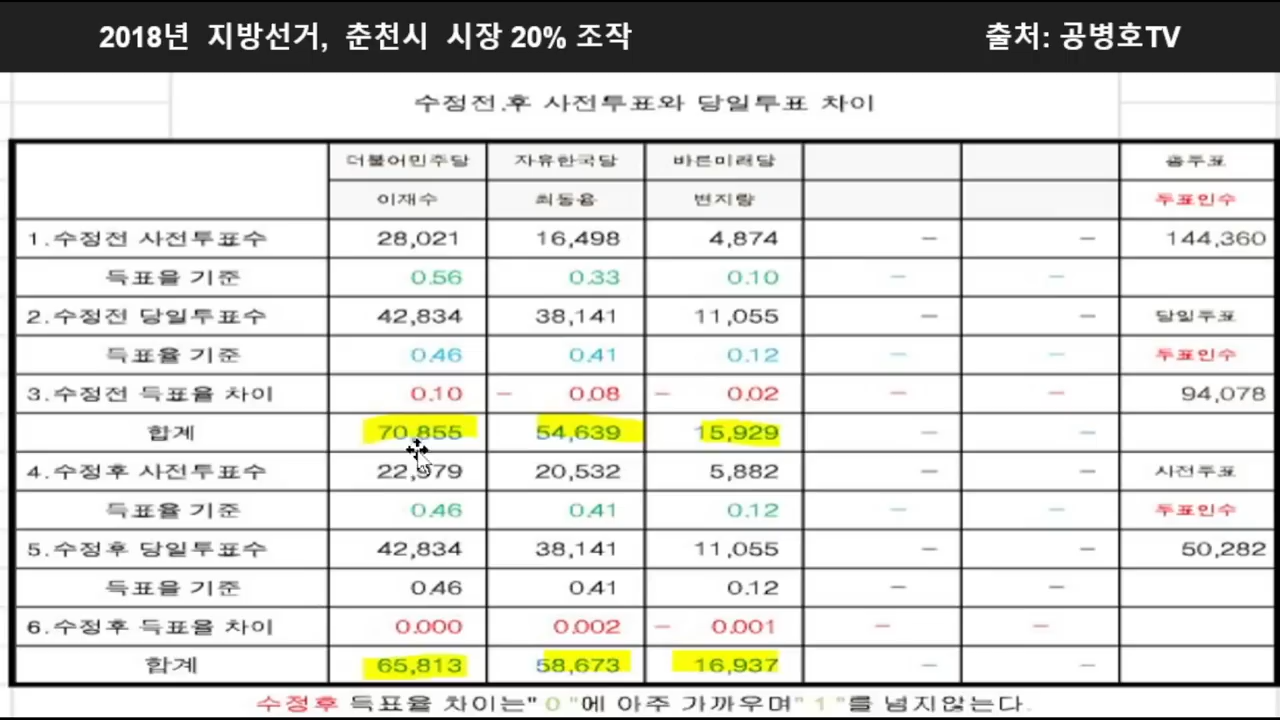 2018년 지방선거, 춘천시 시장 20% 조작 출처: 공병호TV
수정전.후 사전투표와 당일투표 차이
더불어민주당 자유한국당 바른미래당 총투표
이재수 최동용 변지량 투표인수
1.수정전 사전투표수 28,021 16,498 4,874 - - 144,360
득표율 기준 0.56 0.33 0.10 - -
2.수정전 당일투표수 42,834 38,141 11,055 - - 당일투표
득표율 기준 0.46 0.41 0.12 - - 투표인수
3.수정전 득표율 차이 0.10 - 0.08 - 0.02 - - 94,078
합계 70,855 54,639 15,929 - -
4.수정후 사전투표수 22,979 20,532 5,882 - - 사전투표
득표율 기준 0.46 0.41 0.12 - - 투표인수
5.수정후 당일투표수 42,834 38,141 11,055 - - 50,282
득표율 기준 0.46 0.41 0.12 - -
6.수정후 득표율 차이 0.000 0.002 - 0.001 - -
합계 65,813 58,673 16,937 - -
수정후 득표율 차이는" 0 "에 아주 가까우며" 1 "를 넘지않는다.